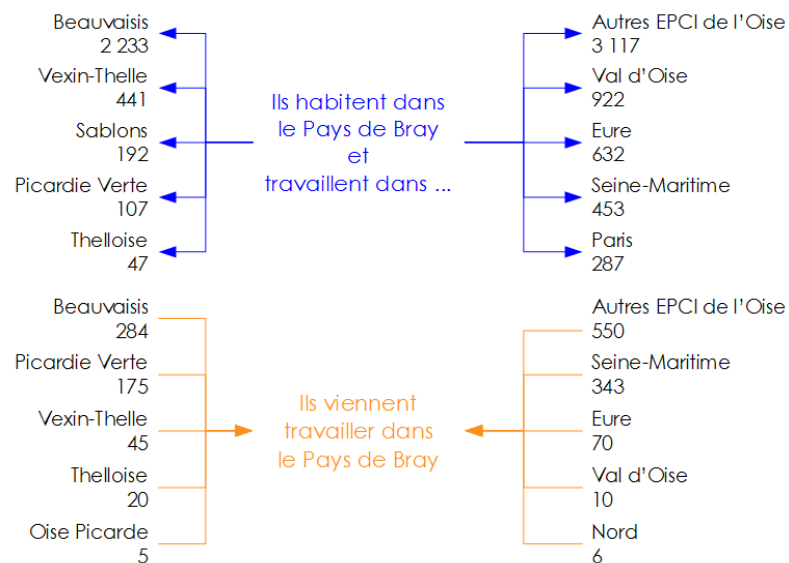 Beauvaisis
2 233
Vexin-Thelle
441
Sablons
192
Picardie Verte
107
Thelloise
47
Ils habitent dans
le Pays de Bray
et
travaillent dans ...
Autres EPCI de l'Oise
3 117
Val d'Oise
922
Eure
632
Seine-Maritime
453
Paris
287
Beauvaisis
284
Picardie Verte
175
Vexin-Thelle
45
Thelloise
20
Oise Picarde
5
Ils viennent
travailler dans
le Pays de Bray
Autres EPCI de l'Oise
550
Seine-Maritime
343
Eure
70
Val d'Oise
10
Nord
6